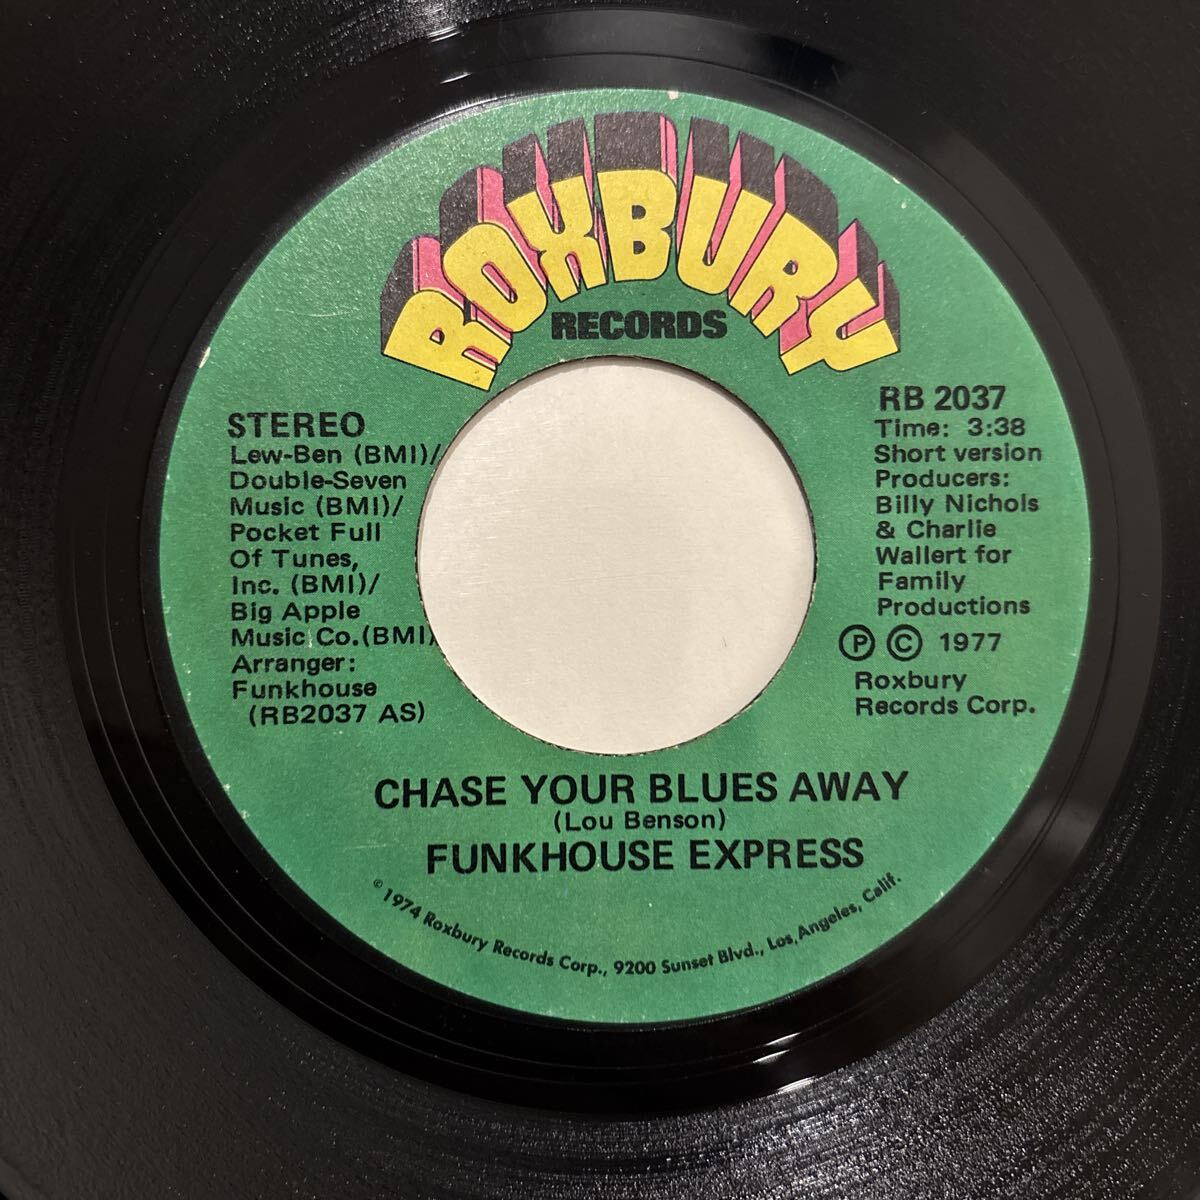 ROXBURY
RECORDS
STEREO
Lew-Ben (BMI)/
Double-Seven
Music (BMI)/
Pocket Full
Of Tunes,
Inc. (BMI)/
Big Apple
Music Co.(BMI)
Arranger:
Funkhouse
(RB2037 AS)
RB 2037
Time: 3:38
Short version
Producers:
Billy Nichols
& Charlie
Wallert for
Family
Productions
Ⓟ © 1977
Roxbury
Records Corp.
CHASE YOUR BLUES AWAY
(Lou Benson)
FUNKHOUSE EXPRESS
© 1974 Roxbury Records Corp., 9200 Sunset Blvd., Los Angeles, Calif.